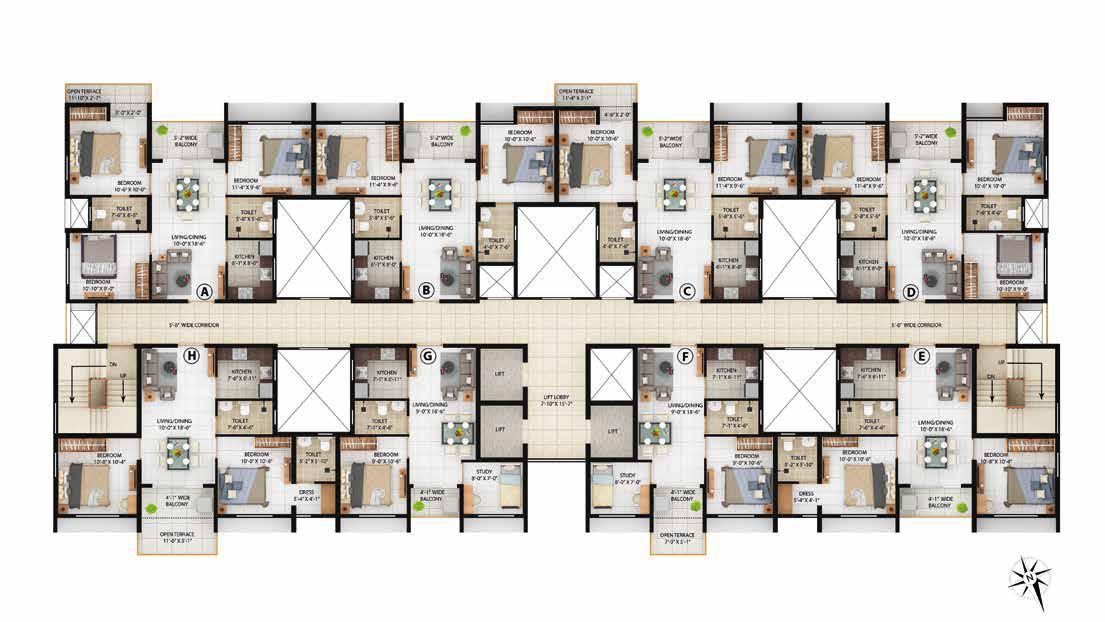 OPEN TERRACE
11'-10" X 2'-7"
5'-0" X 2'-0"
5'-2" WIDE
BALCONY
BEDROOM
10'-6" X 10'-0"
BEDROOM
11'-4" X 9'-6"
TOILET
7'-6" X 4'-6"
TOILET
5'-8" X 5'-6"
LIVING/DINING
10'-0" X 18'-6"
KITCHEN
6'-1" X 8'-0"
BEDROOM
10'-10" X 9'-0"
A
BEDROOM
11'-4" X 9'-6"
5'-2" WIDE
BALCONY
BEDROOM
10'-0" X 10'-6"
TOILET
5'-8" X 5'-6"
LIVING/DINING
10'-0" X 18'-6"
TOILET
4'-6" X 7'-6"
KITCHEN
6'-1" X 8'-0"
B
OPEN TERRACE
11'-4" X 3'-1"
4'-6" X 2'-0"
BEDROOM
10'-0" X 10'-6"
5'-2" WIDE
BALCONY
BEDROOM
11'-4" X 9'-6"
TOILET
4'-6" X 7'-6"
TOILET
5'-8" X 5'-6"
LIVING/DINING
10'-0" X 18'-6"
KITCHEN
6'-1" X 8'-0"
C
BEDROOM
11'-4" X 9'-6"
5'-2" WIDE
BALCONY
BEDROOM
10'-6" X 10'-0"
TOILET
5'-8" X 5'-6"
TOILET
7'-6" X 4'-6"
LIVING/DINING
10'-0" X 18'-6"
KITCHEN
6'-1" X 8'-0"
BEDROOM
10'-10" X 9'-0"
D
WIDE CORRIDOR
WIDE CORRIDOR
DN
UP
H
KITCHEN
7'-6" X 6'-11"
LIVING/DINING
10'-0" X 18'-6"
TOILET
7'-6" X 4'-6"
BEDROOM
10'-8" X 10'-4"
BEDROOM
10'-0" X 10'-6"
TOILET
5'-2" X 5'-10"
DRESS
5'-4" X 4'-1"
4'-1" WIDE
BALCONY
OPEN TERRACE
11'-8" X 5'-1"
G
KITCHEN
7'-1" X 6'-11"
LIVING/DINING
9'-0" X 18'-6"
TOILET
7'-1" X 4'-6"
BEDROOM
9'-0" X 10'-6"
STUDY
8'-0" X 7'-0"
4'-1" WIDE
BALCONY
LIFT
LIFT LOBBY
7'-10" X 15'-7"
LIFT
LIFT
F
KITCHEN
7'-1" X 6'-11"
LIVING/DINING
9'-0" X 18'-6"
TOILET
7'-1" X 4'-6"
STUDY
8'-0" X 7'-0"
BEDROOM
9'-0" X 10'-6"
4'-1" WIDE
BALCONY
OPEN TERRACE
7'-9" X 5'-1"
E
KITCHEN
7'-6" X 6'-11"
LIVING/DINING
10'-0" X 18'-6"
TOILET
7'-6" X 4'-6"
TOILET
5'-2" X 5'-10"
BEDROOM
10'-0" X 10'-6"
DRESS
5'-4" X 4'-1"
BEDROOM
10'-8" X 10'-4"
4'-1" WIDE
BALCONY
UP
DN
N